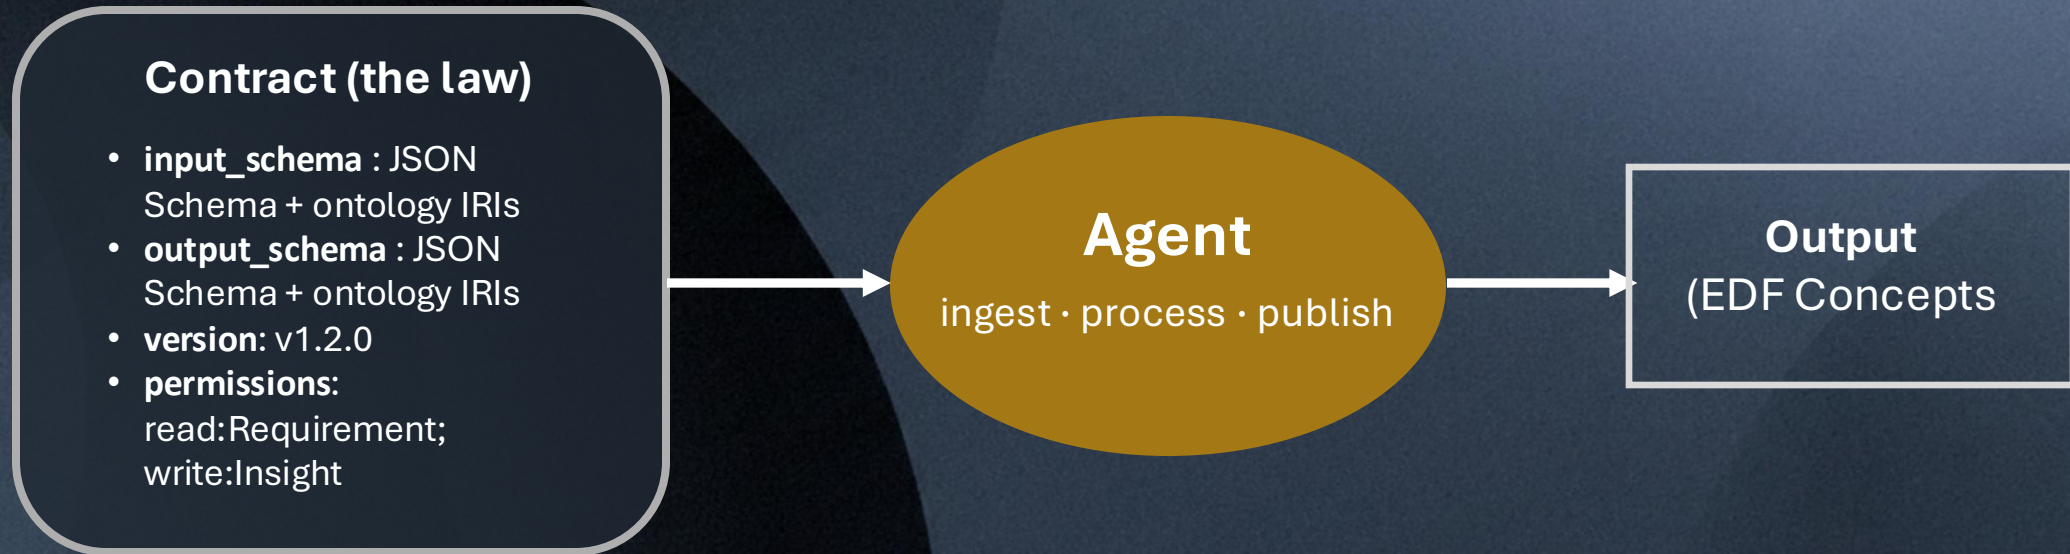 Contract (the law)
• input_schema : JSON
Schema + ontology IRIs
• output_schema : JSON
Schema + ontology IRIs
• version: v1.2.0
• permissions:
read:Requirement;
write:Insight
Agent
ingest · process · publish
Output
(EDF Concepts